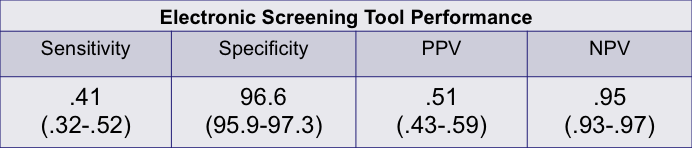 Electronic Screening Tool Performance
Sensitivity Specificity PPV NPV
.41 96.6 .51 .95
(.32-.52) (95.9-97.3) (.43-.59) (.93-.97)